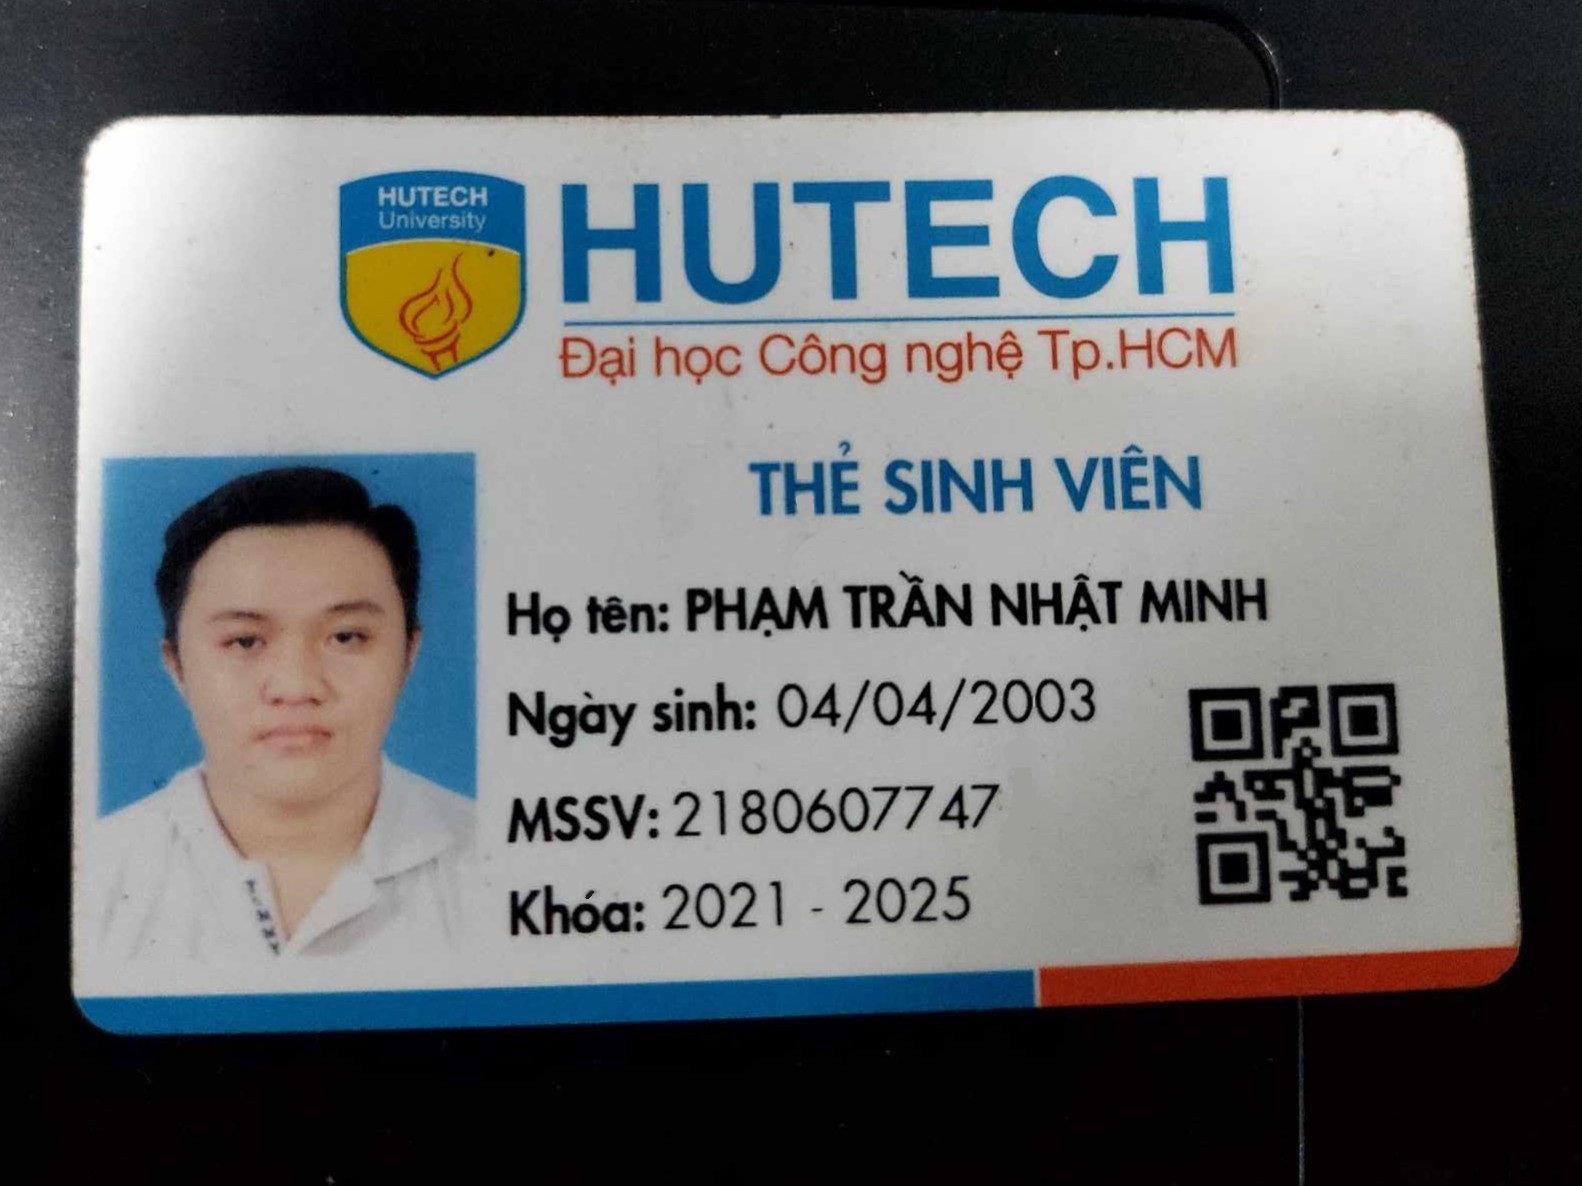 HUTECH
University
HUTECH
Đại học Công nghệ Tp.HCM
THẺ SINH VIÊN
Họ tên: PHẠM TRẦN NHẬT MINH
Ngày sinh: 04/04/2003
MSSV: 2180607747
Khóa: 2021 - 2025